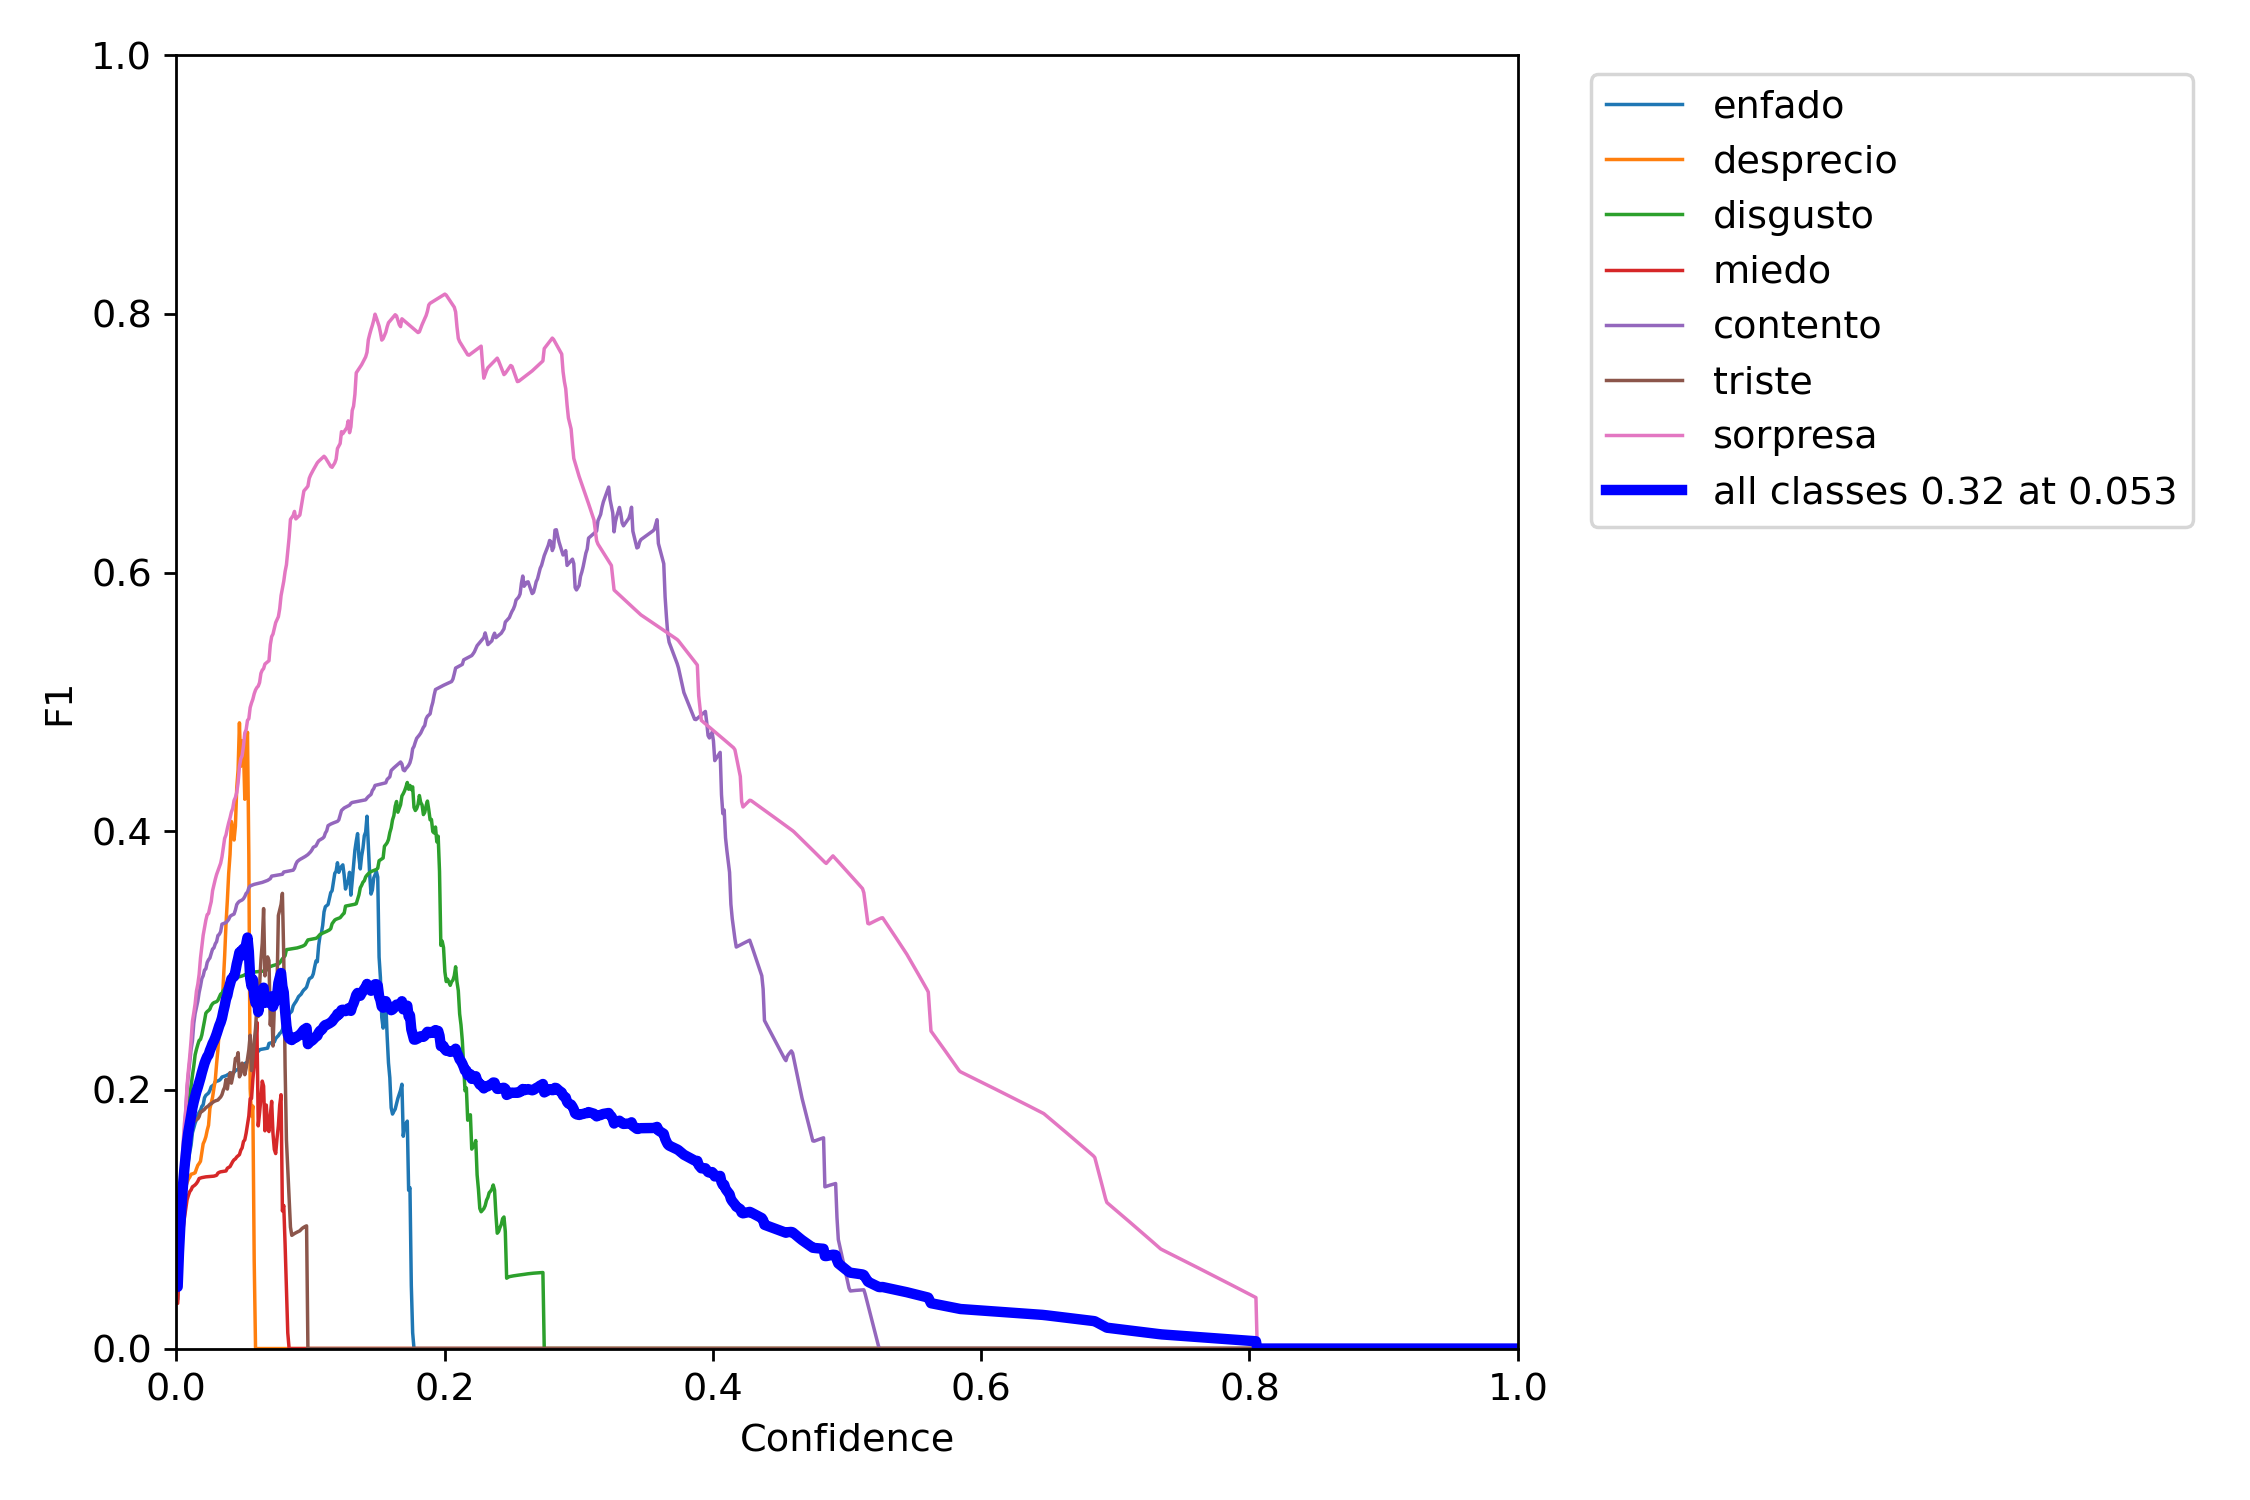 1.0
0.8
0.6
0.4
0.2
0.0
F1
0.0 0.2 0.4 0.6 0.8 1.0
Confidence
enfado
desprecio
disgusto
miedo
contento
triste
sorpresa
all classes 0.32 at 0.053